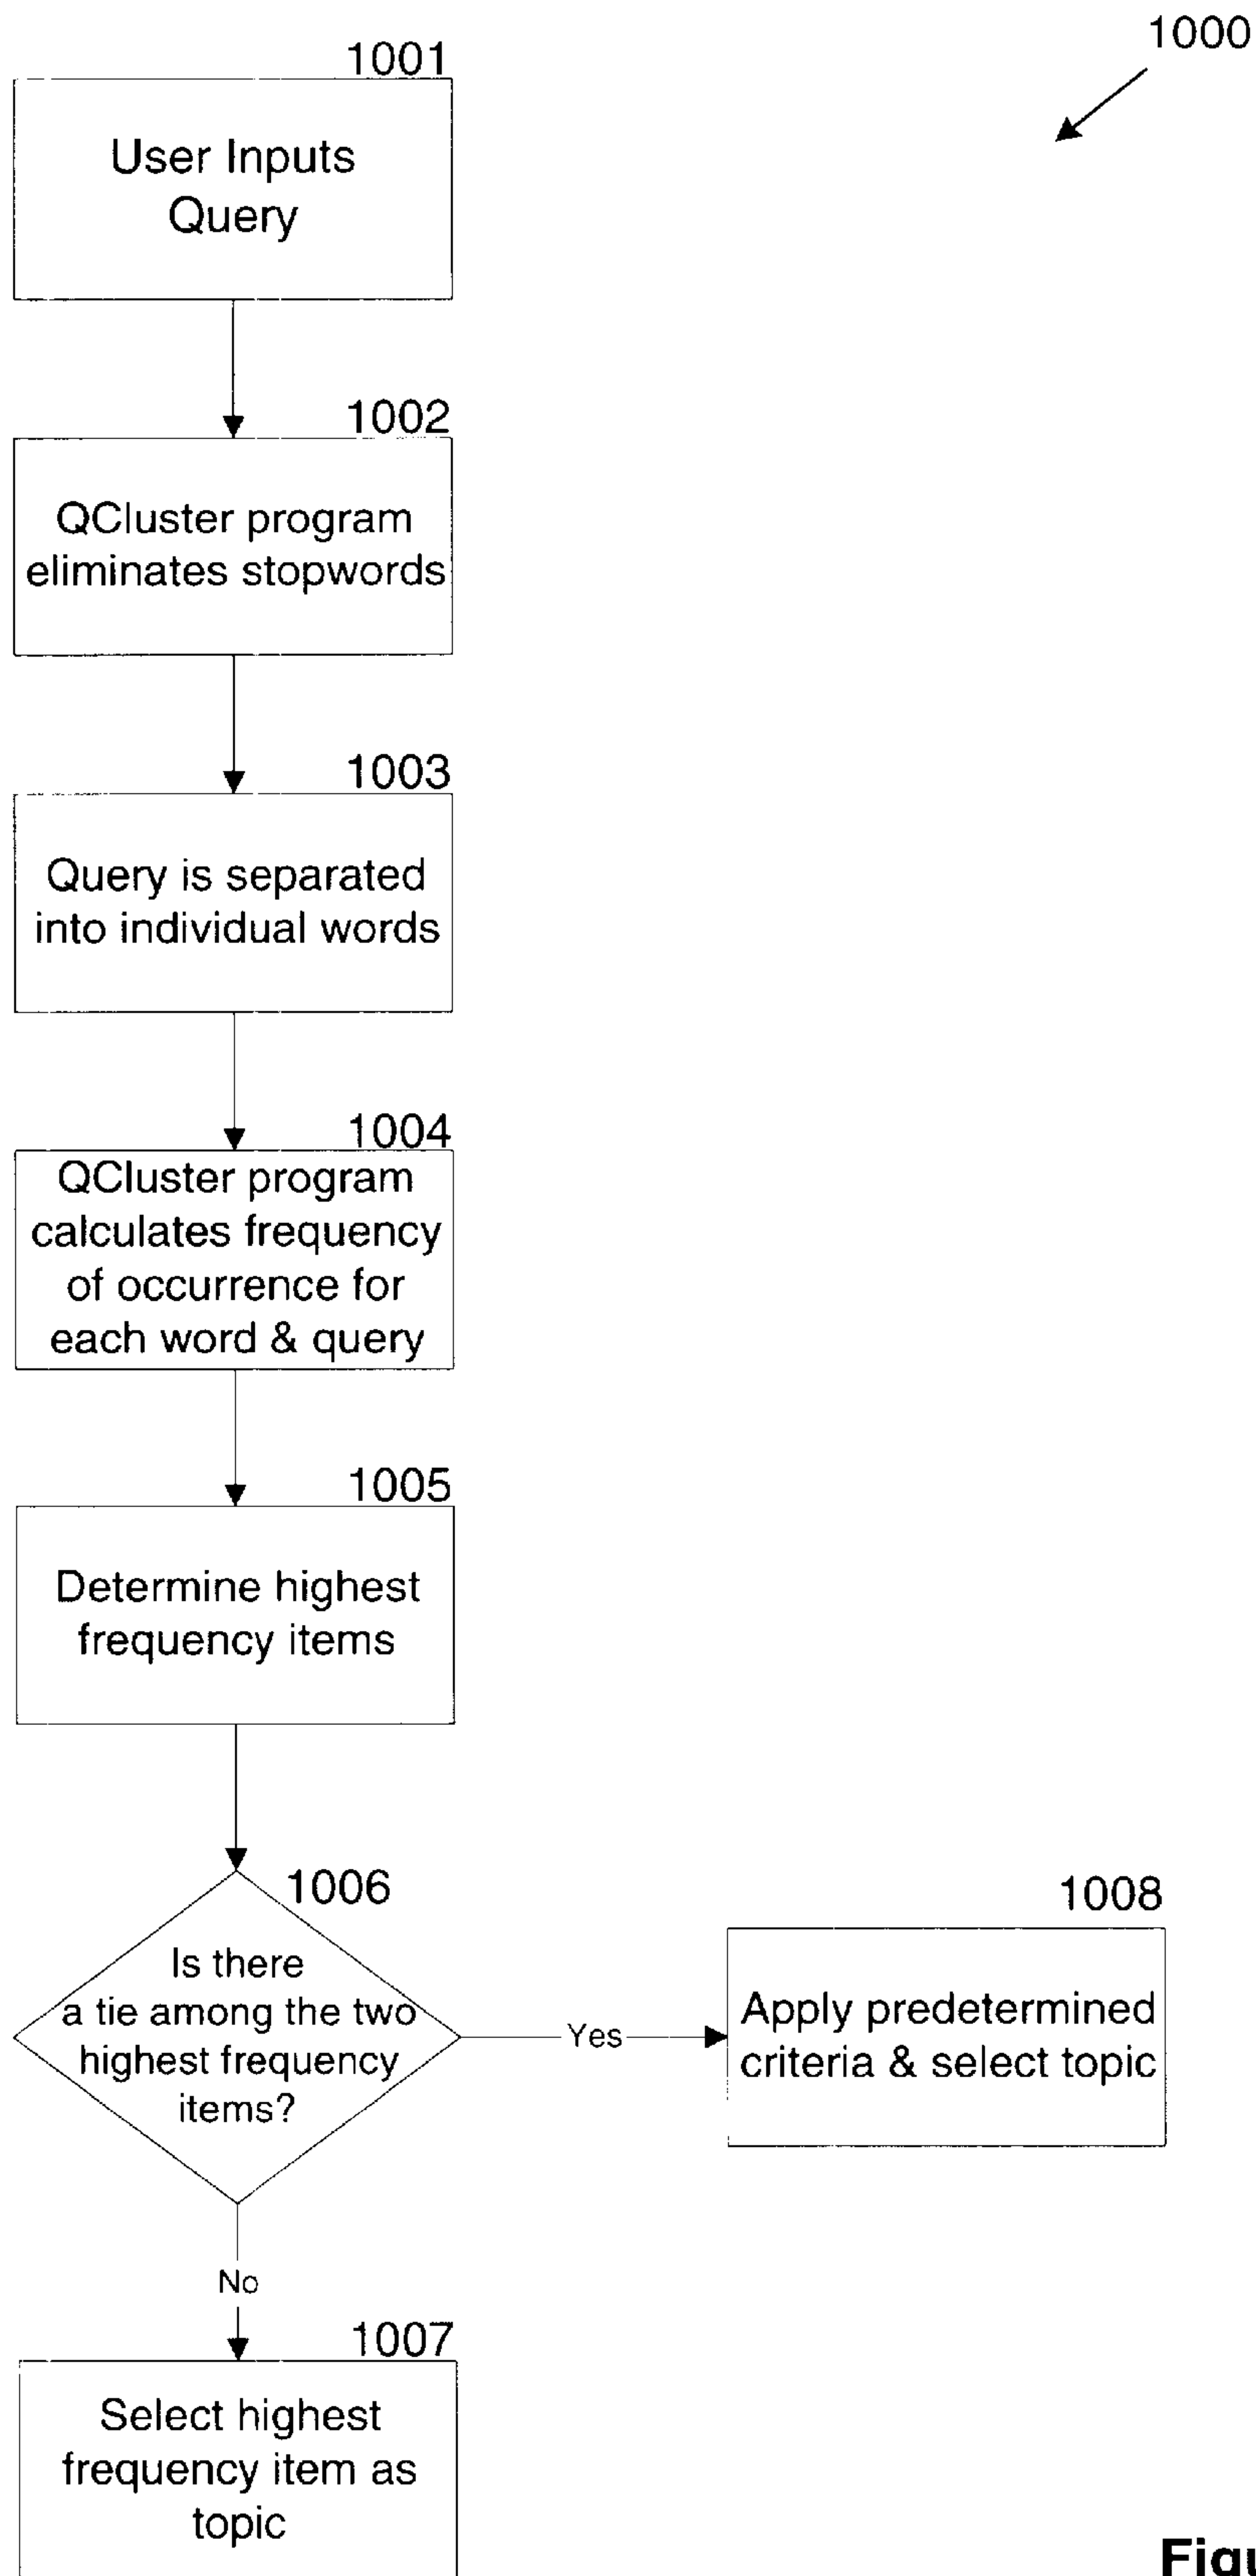 1000
1001
User Inputs
Query
1002
QCluster program
eliminates stopwords
1003
Query is separated
into individual words
1004
QCluster program
calculates frequency
of occurrence for
each word & query
1005
Determine highest
frequency items
1006
Is there
a tie among the two
highest frequency
items?
Yes
1008
Apply predetermined
criteria & select topic
No
1007
Select highest
frequency item as
topic